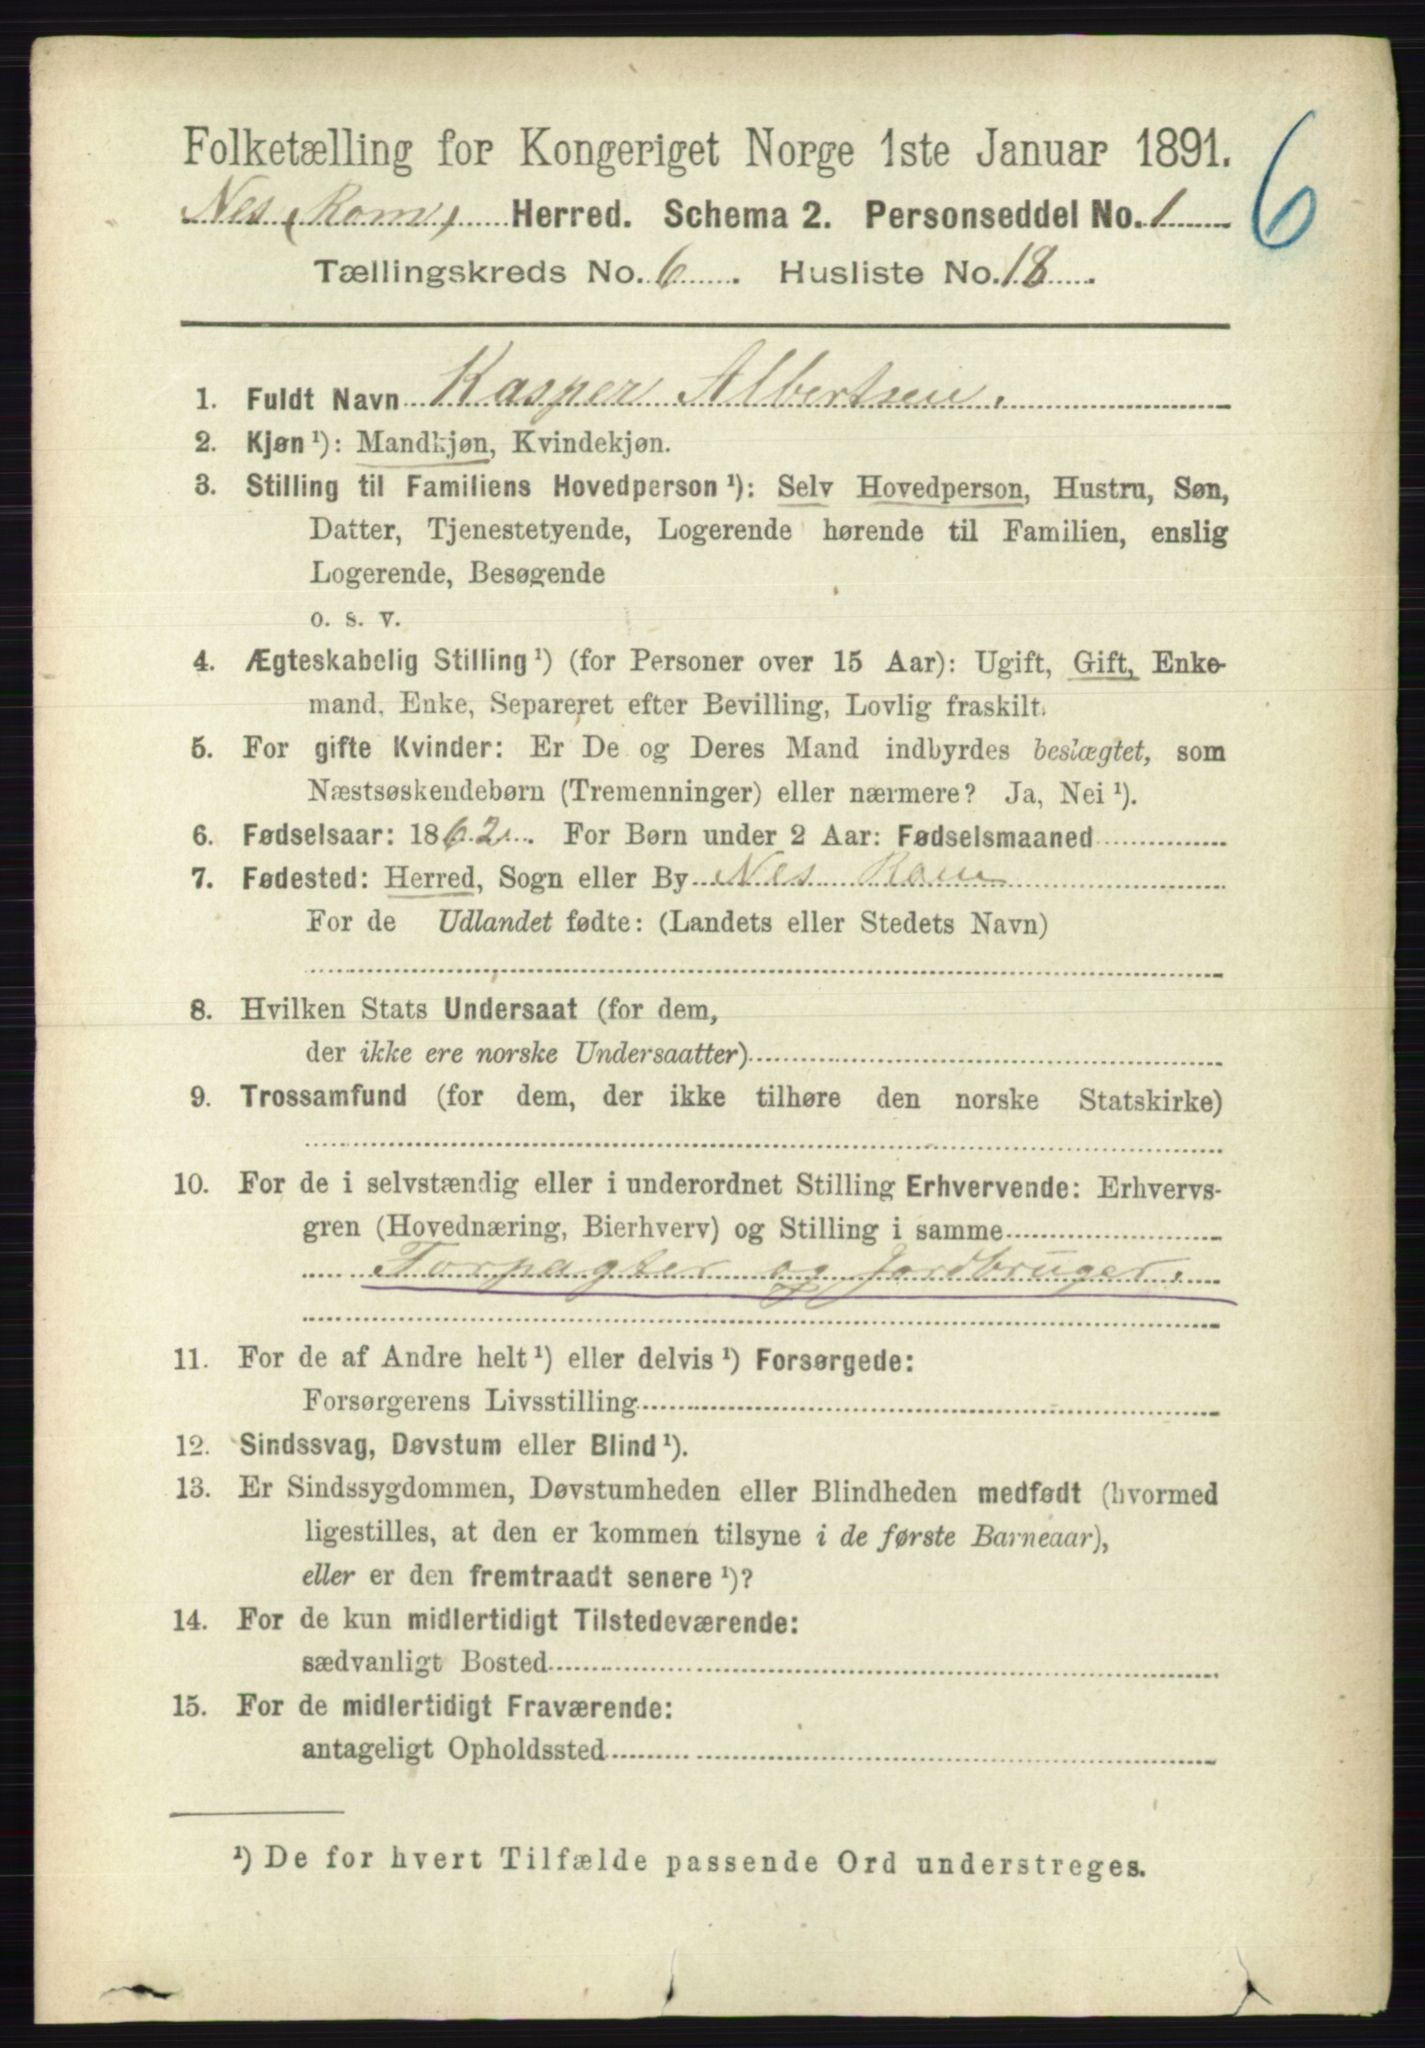 Folketælling for Kongeriget Norge 1ste Januar 1891.
6
Nes (Rom.) Herred. Schema 2. Personseddel No. 1
Tællingskreds No. 6. Husliste No. 18.
1. Fuldt Navn Kasper Albertsen.
2. Kjøn ¹): Mandkjøn, Kvindekjøn.
3. Stilling til Familiens Hovedperson ¹): Selv Hovedperson, Hustru, Søn,
Datter, Tjenestetyende, Logerende hørende til Familien, enslig
Logerende, Besøgende
o. s. v.
4. Ægteskabelig Stilling ¹) (for Personer over 15 Aar): Ugift, Gift, Enke-
mand, Enke, Separeret efter Bevilling, Lovlig fraskilt.
5. For gifte Kvinder: Er De og Deres Mand indbyrdes beslægtet, som
Næstsøskendebørn (Tremenninger) eller nærmere? Ja, Nei ¹).
6. Fødselsaar: 1862. For Børn under 2 Aar: Fødselsmaaned
7. Fødested: Herred, Sogn eller By Nes Rom
For de Udlandet fødte: (Landets eller Stedets Navn)
8. Hvilken Stats Undersaat (for dem,
der ikke ere norske Undersaatter)
9. Trossamfund (for dem, der ikke tilhøre den norske Statskirke)
10. For de i selvstændig eller i underordnet Stilling Erhvervende: Erhvervs-
gren (Hovednæring, Bierhverv) og Stilling i samme
Forpagter og Jordbruger.
11. For de af Andre helt ¹) eller delvis ¹) Forsørgede:
Forsørgerens Livsstilling
12. Sindssvag, Døvstum eller Blind ¹).
13. Er Sindssygdommen, Døvstumheden eller Blindheden medfødt (hvormed
ligestilles, at den er kommen tilsyne i de første Barneaar),
eller er den fremtraadt senere ¹)?
14. For de kun midlertidigt Tilstedeværende:
sædvanligt Bosted
15. For de midlertidigt Fraværende:
antageligt Opholdssted
¹) De for hvert Tilfælde passende Ord understreges.